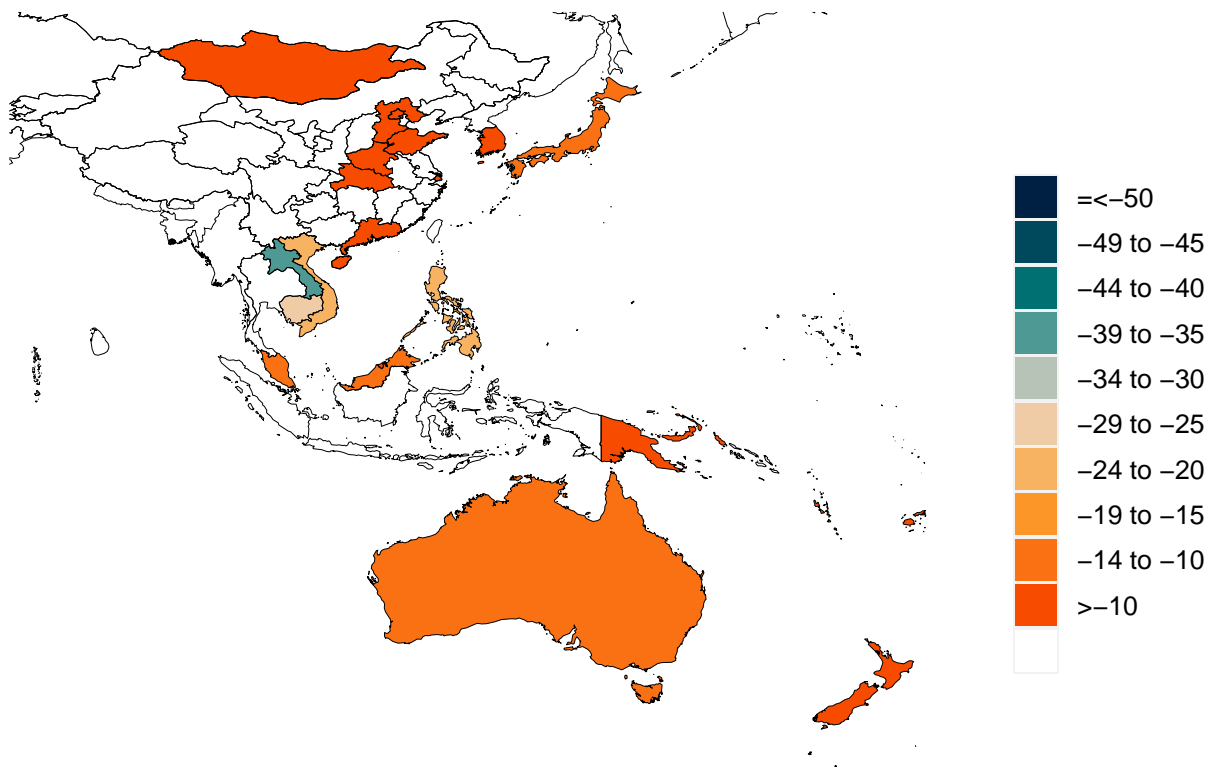 =<−50
−49 to −45
−44 to −40
−39 to −35
−34 to −30
−29 to −25
−24 to −20
−19 to −15
−14 to −10
>−10